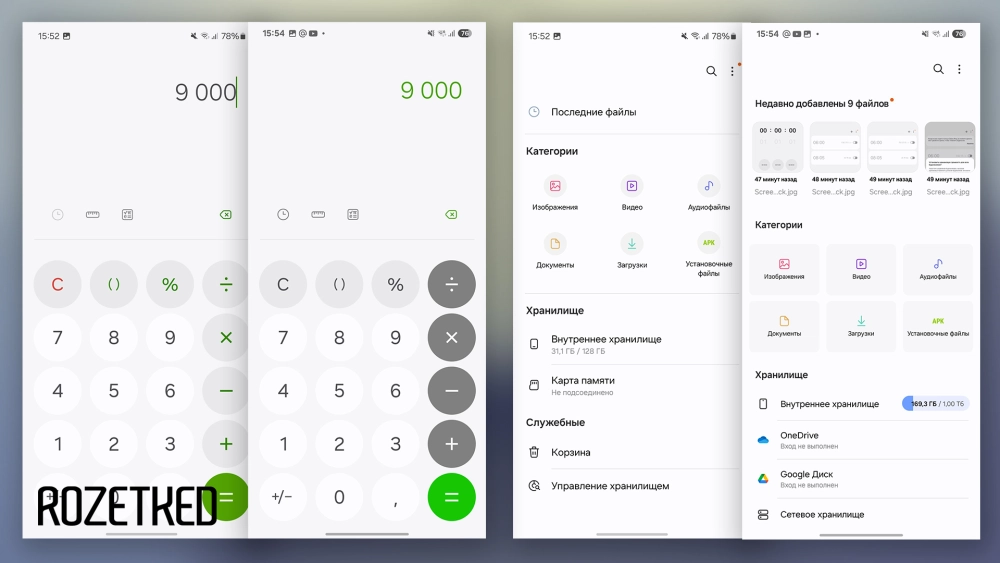 15:52
78%
9 000
C
( )
%
÷
7
8
9
×
4
5
6
−
1
2
3
+
=
ROZETKED
15:54
76
9 000
C
( )
%
÷
7
8
9
×
4
5
6
−
1
2
3
+
+/−
0
,
=
15:52
78%
Последние файлы
Категории
Изображения
Видео
Аудиофайлы
APK
Документы
Загрузки
Установочные
файлы
Хранилище
Внутреннее хранилище
31,1 ГБ / 128 ГБ
Карта памяти
Не подсоединено
Служебные
Корзина
Управление хранилищем
15:54
76
Недавно добавлены 9 файлов
00 : 00 : 00
47 минут назад
48 минут назад
49 минут назад
49 минут назад
Scree...ck.jpg
Scree...ck.jpg
Scree...ck.jpg
Scree...ck.jpg
Категории
Изображения
Видео
Аудиофайлы
APK
Документы
Загрузки
Установочные файлы
Хранилище
Внутреннее хранилище
169,3 ГБ / 1,00 Тб
OneDrive
Вход не выполнен
Google Диск
Вход не выполнен
Сетевое хранилище